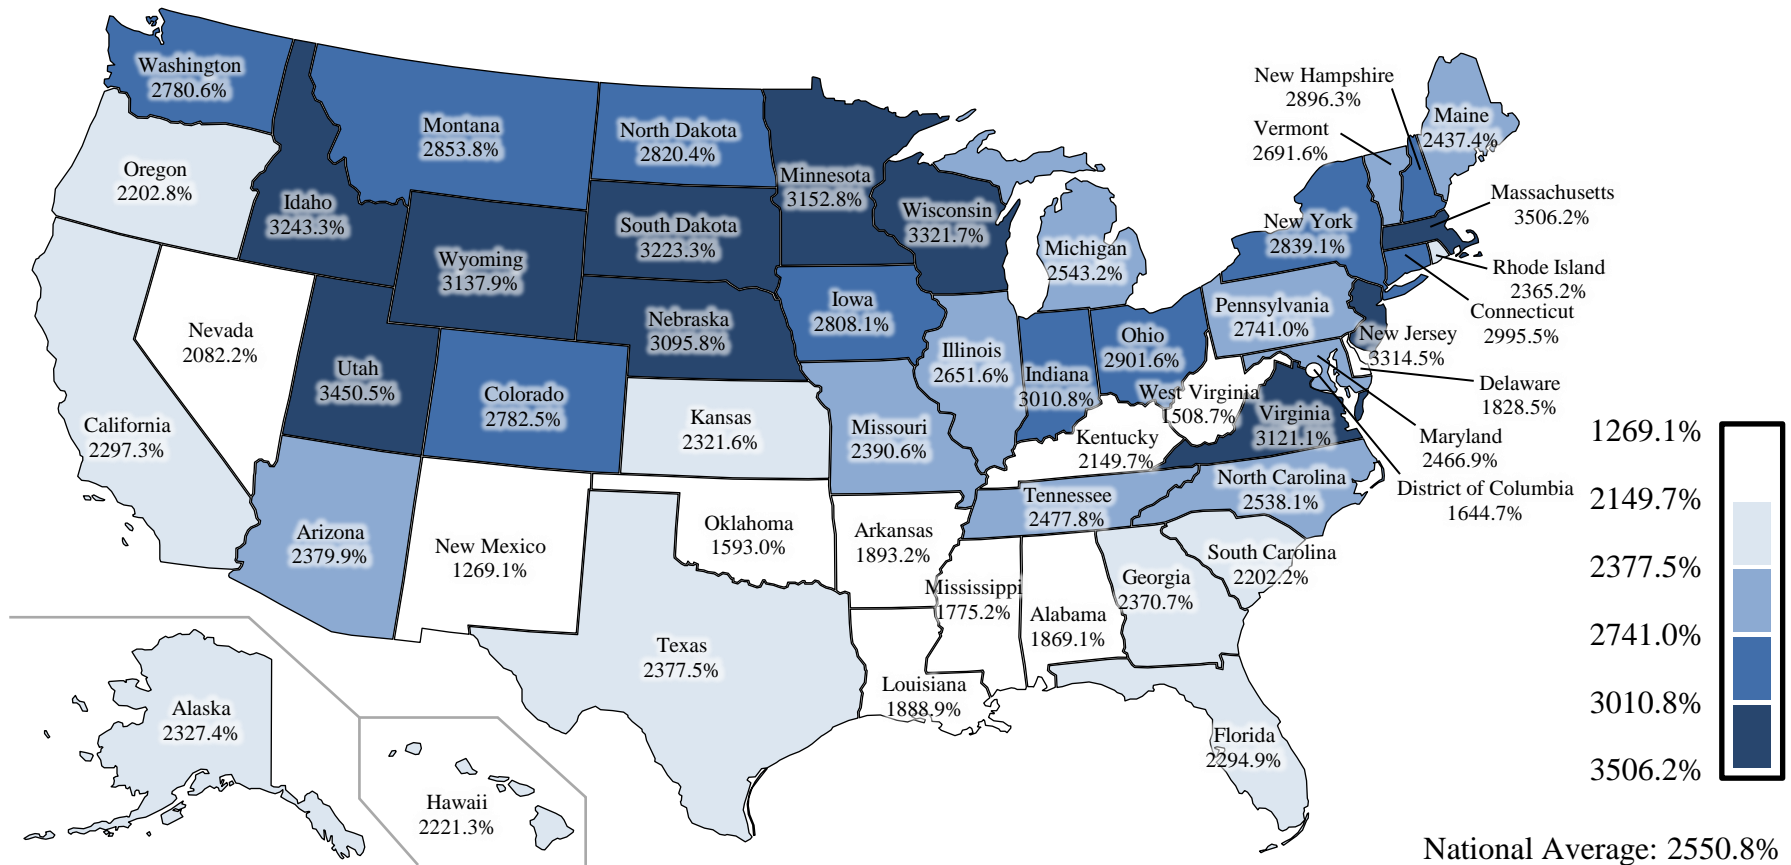 Washington
2780.6%
Oregon
2202.8%
California
2297.3%
Nevada
2082.2%
Idaho
3243.3%
Montana
2853.8%
Wyoming
3137.9%
Utah
3450.5%
Colorado
2782.5%
Arizona
2379.9%
New Mexico
1269.1%
North Dakota
2820.4%
South Dakota
3223.3%
Nebraska
3095.8%
Kansas
2321.6%
Oklahoma
1593.0%
Texas
2377.5%
Minnesota
3152.8%
Iowa
2808.1%
Missouri
2390.6%
Arkansas
1893.2%
Louisiana
1888.9%
Wisconsin
3321.7%
Illinois
2651.6%
Michigan
2543.2%
Indiana
3010.8%
Ohio
2901.6%
Kentucky
2149.7%
Tennessee
2477.8%
Mississippi
1775.2%
Alabama
1869.1%
Georgia
2370.7%
Florida
2294.9%
South Carolina
2202.2%
North Carolina
2538.1%
Virginia
3121.1%
West Virginia
1508.7%
Pennsylvania
2741.0%
New York
2839.1%
Vermont
2691.6%
New Hampshire
2896.3%
Maine
2437.4%
Massachusetts
3506.2%
Rhode Island
2365.2%
Connecticut
2995.5%
New Jersey
3314.5%
Delaware
1828.5%
Maryland
2466.9%
District of Columbia
1644.7%
Alaska
2327.4%
Hawaii
2221.3%
1269.1%
2149.7%
2377.5%
2741.0%
3010.8%
3506.2%
National Average: 2550.8%